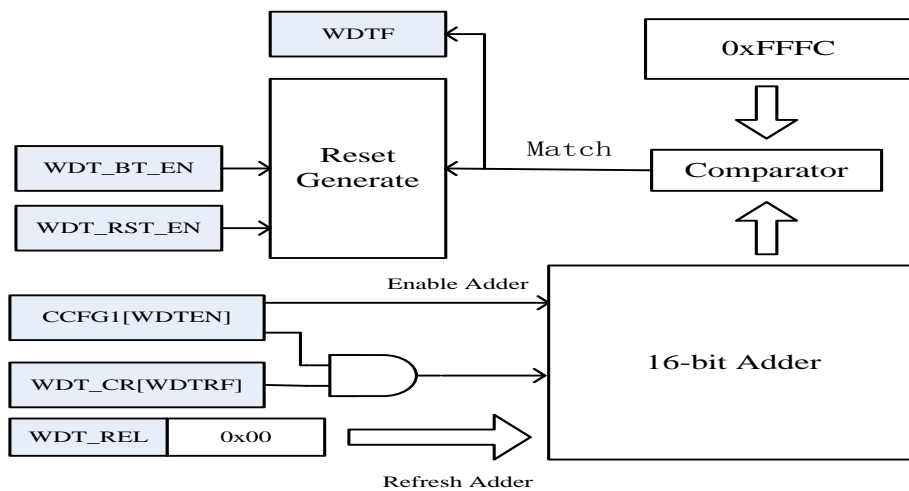 WDTF
0xFFFC
WDT_BT_EN
Reset
Generate
Match
Comparator
WDT_RST_EN
Enable Adder
CCFG1[WDTEN]
16-bit Adder
WDT_CR[WDTRF]
WDT_REL
0x00
Refresh Adder